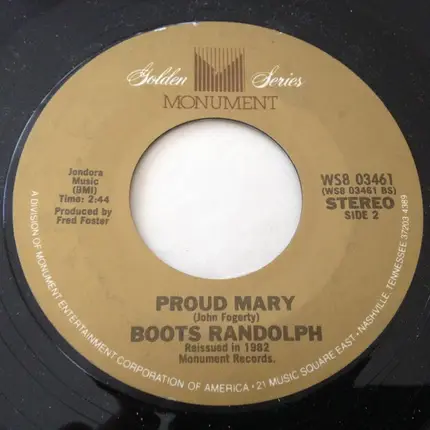 Golden Series
MONUMENT
Jondora
Music
(BMI)
Time: 2:44
Produced by
Fred Foster
WS8 03461
(WS8 03461 BS)
STEREO
SIDE 2
PROUD MARY
(John Fogerty)
BOOTS RANDOLPH
Reissued in 1982
Monument Records.
A DIVISION OF MONUMENT ENTERTAINMENT CORPORATION OF AMERICA • 21 MUSIC SQUARE EAST • NASHVILLE, TENNESSEE 37203 4389